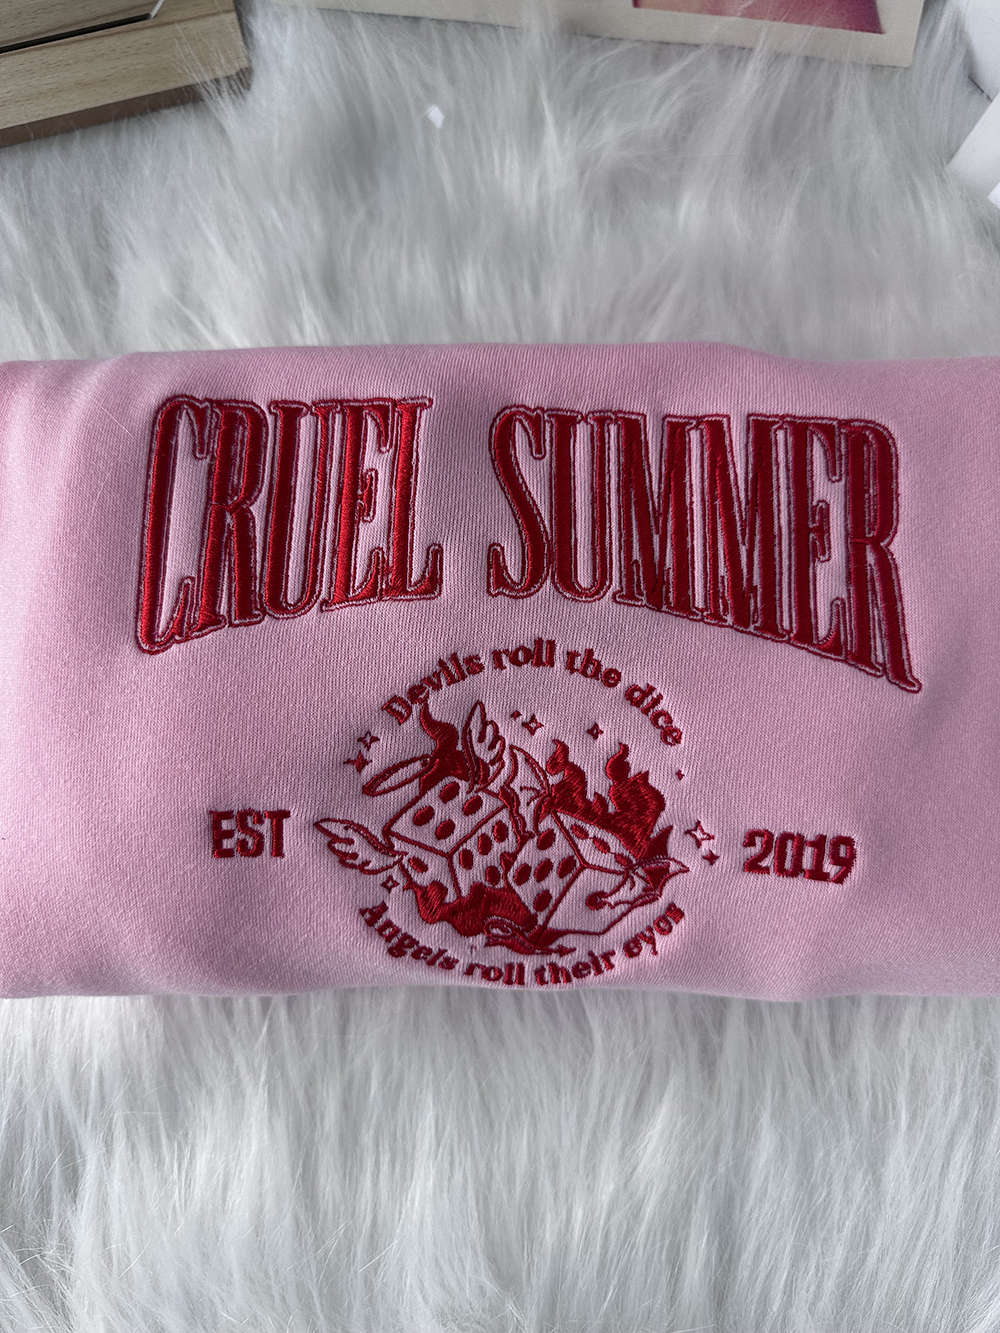 CRUEL SUMMER
Devils roll the dice
EST
2019
Angels roll their eyes